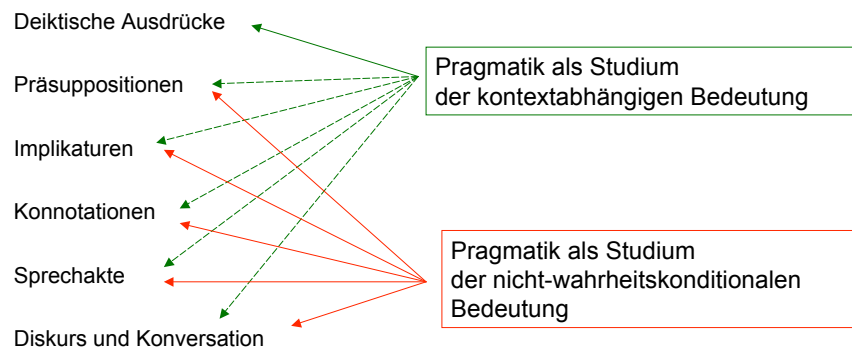 Deiktische Ausdrücke
Pragmatik als Studium
der kontextabhängigen Bedeutung
Präsuppositionen
Implikaturen
Konnotationen
Pragmatik als Studium
der nicht-wahrheitskonditionalen
Bedeutung
Sprechakte
Diskurs und Konversation